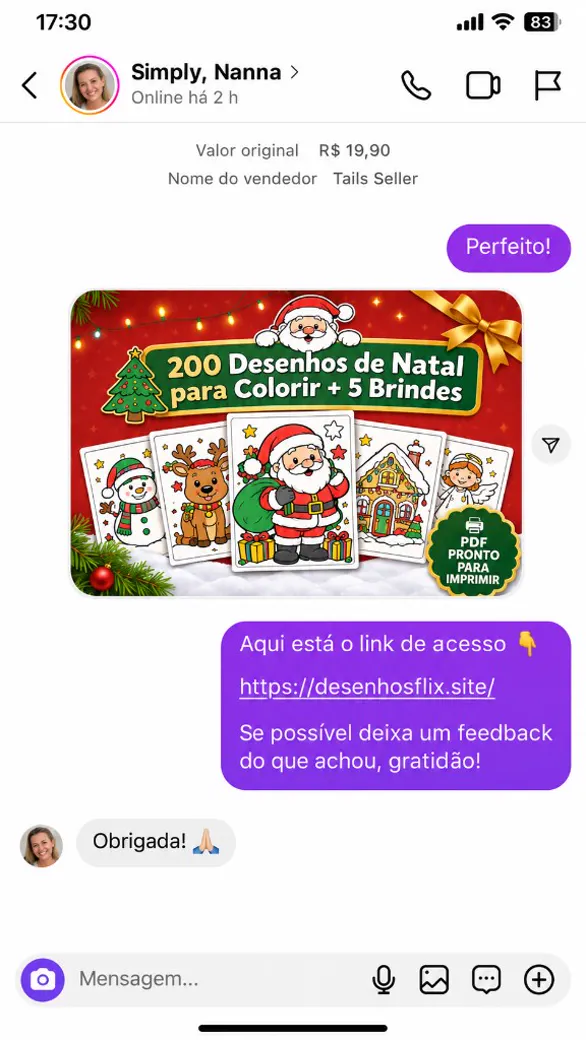 17:30
83
Simply, Nanna
Online há 2 h
Valor original R$ 19,90
Nome do vendedor Tails Seller
Perfeito!
200 Desenhos de Natal
para Colorir + 5 Brindes
PDF
PRONTO
PARA
IMPRIMIR
Aqui está o link de acesso 👇
https://desenhosflix.site/
Se possível deixa um feedback
do que achou, gratidão!
Obrigada! 🙏🏻
Mensagem...